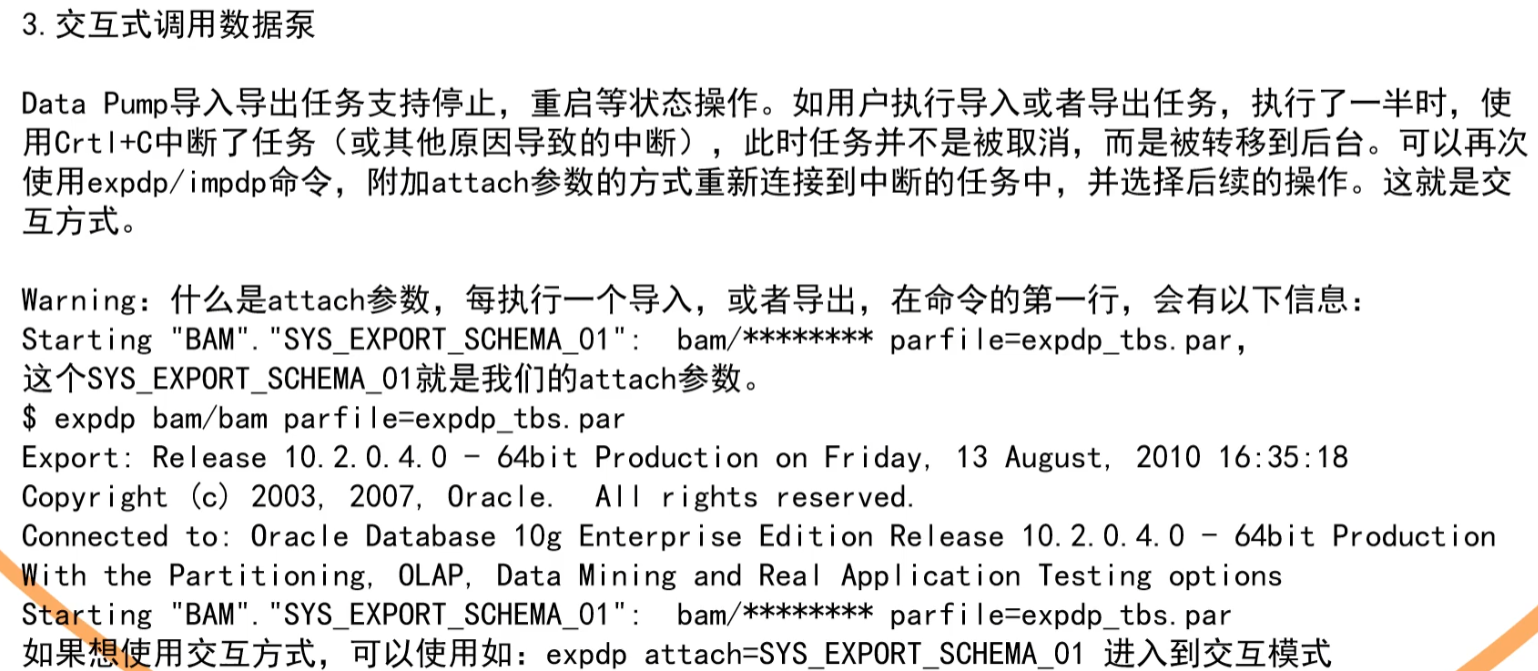 3.交互式调用数据泵
Data Pump导入导出任务支持停止，重启等状态操作。如用户执行导入或者导出任务，执行了一半时，使
用Crtl+C中断了任务（或其他原因导致的中断），此时任务并不是被取消，而是被转移到后台。可以再次
使用expdp/impdp命令，附加attach参数的方式重新连接到中断的任务中，并选择后续的操作。这就是交
互方式。
Warning：什么是attach参数，每执行一个导入，或者导出，在命令的第一行，会有以下信息：
Starting "BAM"."SYS_EXPORT_SCHEMA_01":  bam/******** parfile=expdp_tbs.par，
这个SYS_EXPORT_SCHEMA_01就是我们的attach参数。
$ expdp bam/bam parfile=expdp_tbs.par
Export: Release 10.2.0.4.0 - 64bit Production on Friday, 13 August, 2010 16:35:18
Copyright (c) 2003, 2007, Oracle.  All rights reserved.
Connected to: Oracle Database 10g Enterprise Edition Release 10.2.0.4.0 - 64bit Production
With the Partitioning, OLAP, Data Mining and Real Application Testing options
Starting "BAM"."SYS_EXPORT_SCHEMA_01":  bam/******** parfile=expdp_tbs.par
如果想使用交互方式，可以使用如：expdp attach=SYS_EXPORT_SCHEMA_01 进入到交互模式